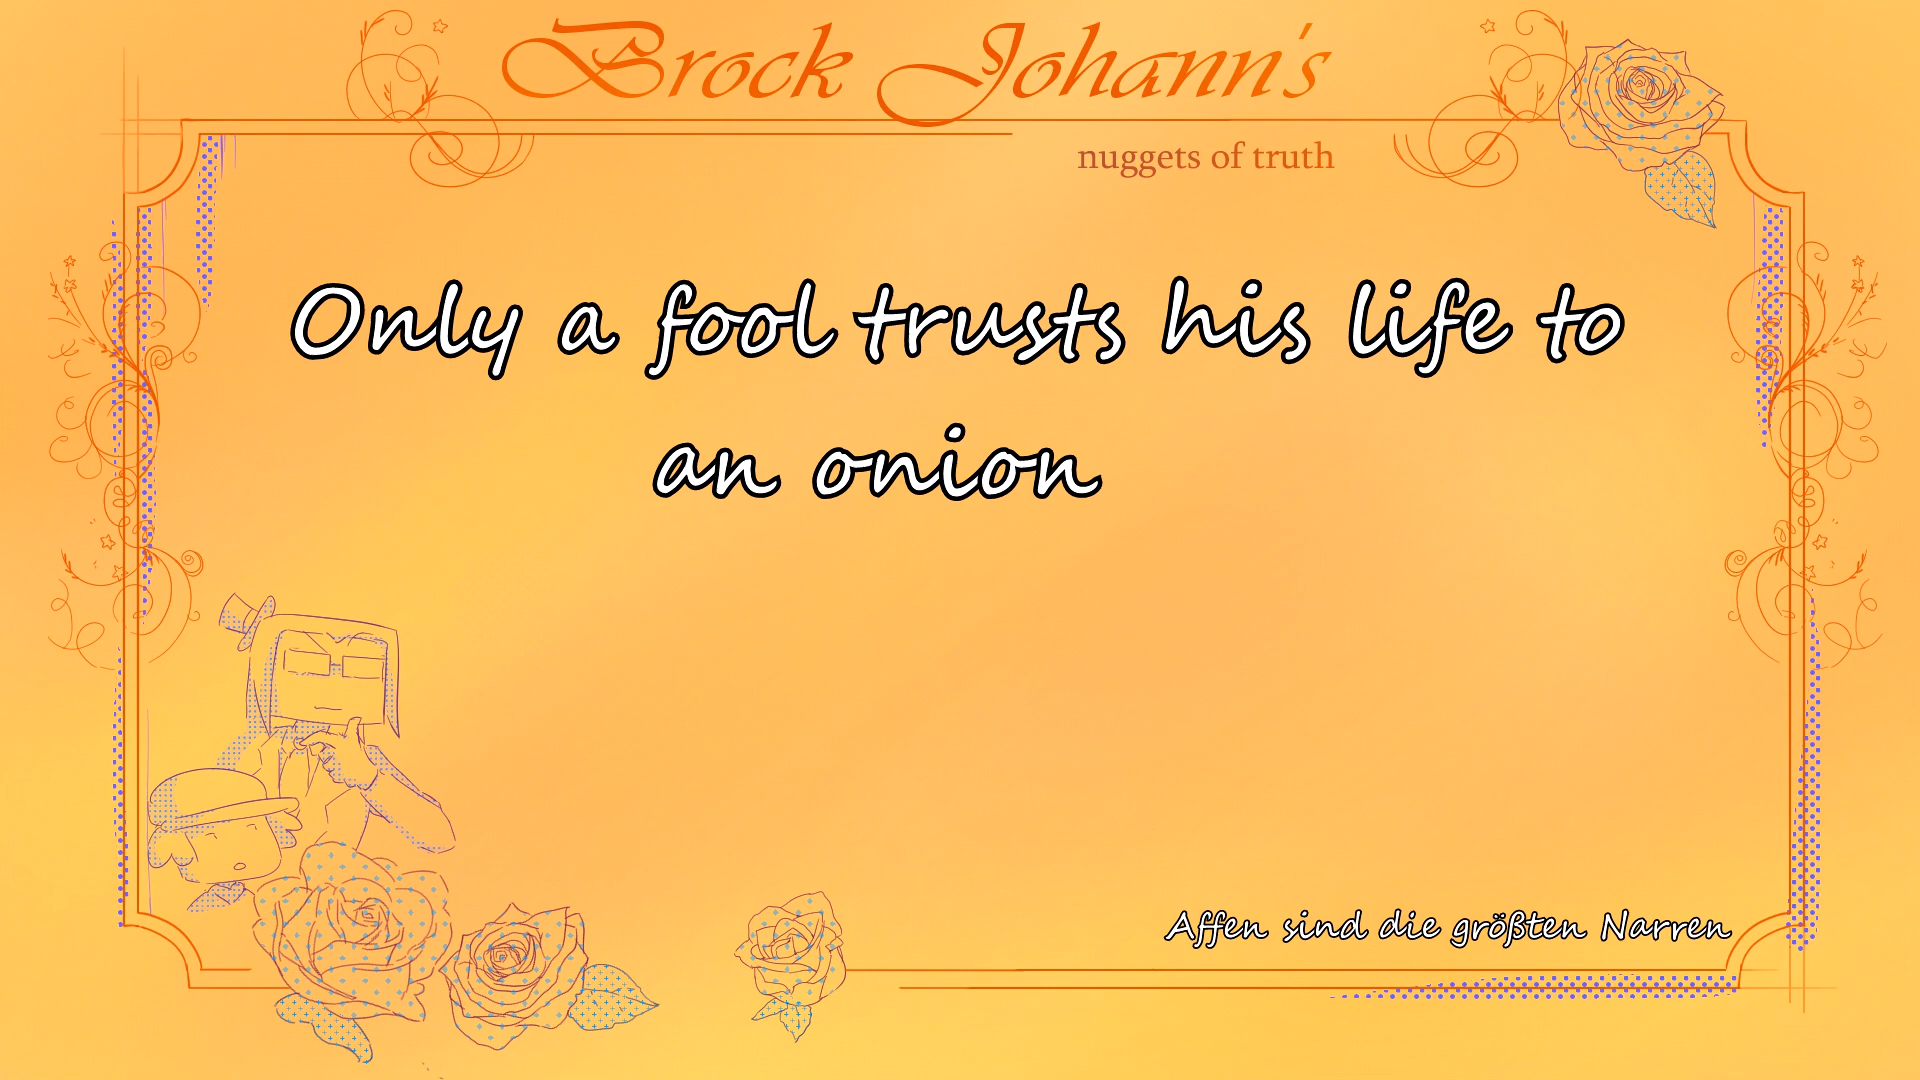 Brock Johann's
nuggets of truth
Only a fool trusts his life to
an onion
Affen sind die größten Narren